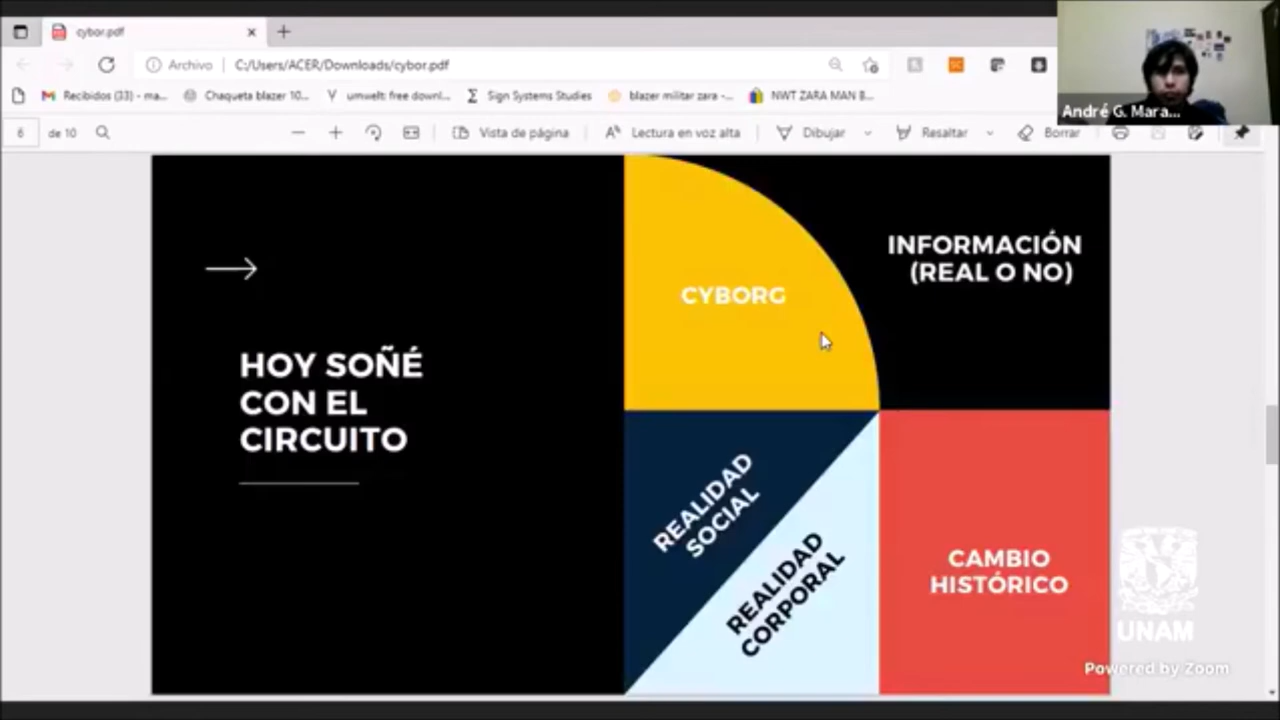 cybor.pdf
Archivo
C:/Users/ACER/Downloads/cybor.pdf
Recibidos (33) - ma...
Chaqueta blazer 10...
umwelt: free downl...
Sign Systems Studies
blazer militar zara -...
NWT ZARA MAN B...
André G. Mara...
6 de 10
Vista de página
Lectura en voz alta
Dibujar
Resaltar
Borrar
HOY SOÑÉ
CON EL
CIRCUITO
CYBORG
INFORMACIÓN
(REAL O NO)
REALIDAD
SOCIAL
REALIDAD
CORPORAL
CAMBIO
HISTÓRICO
UNAM
Powered by Zoom